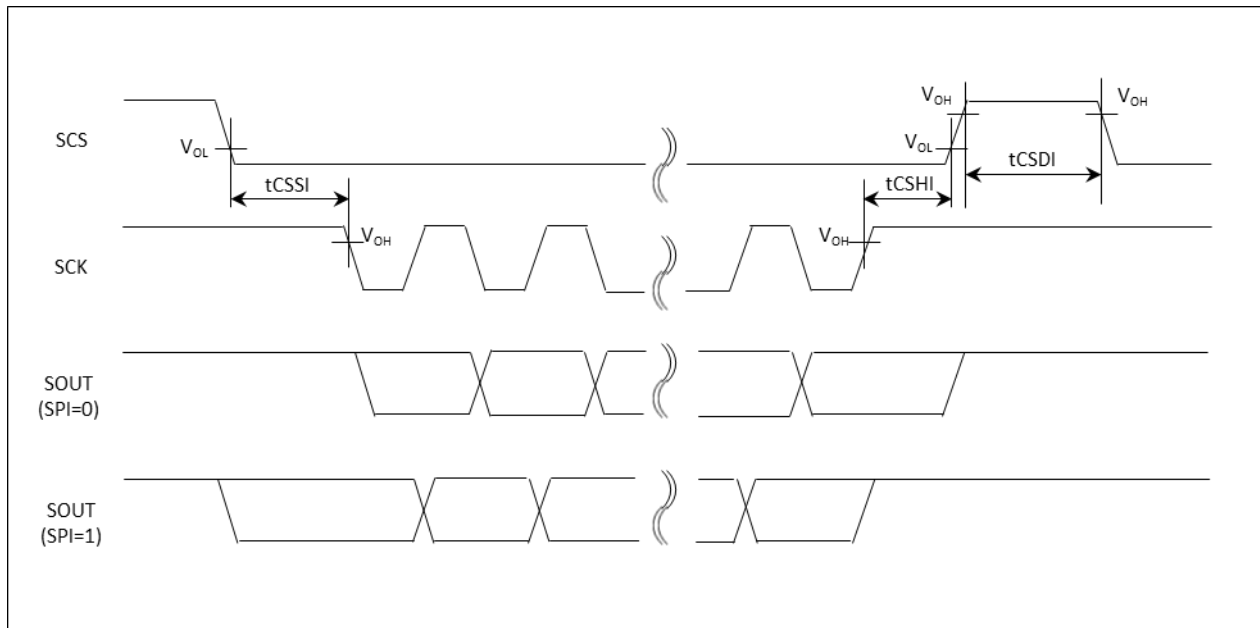 SCS
V_OL
tCSSI
V_OH
V_OL
tCSHI
tCSDI
V_OH
SCK
V_OH
V_OH
SOUT
(SPI=0)
SOUT
(SPI=1)